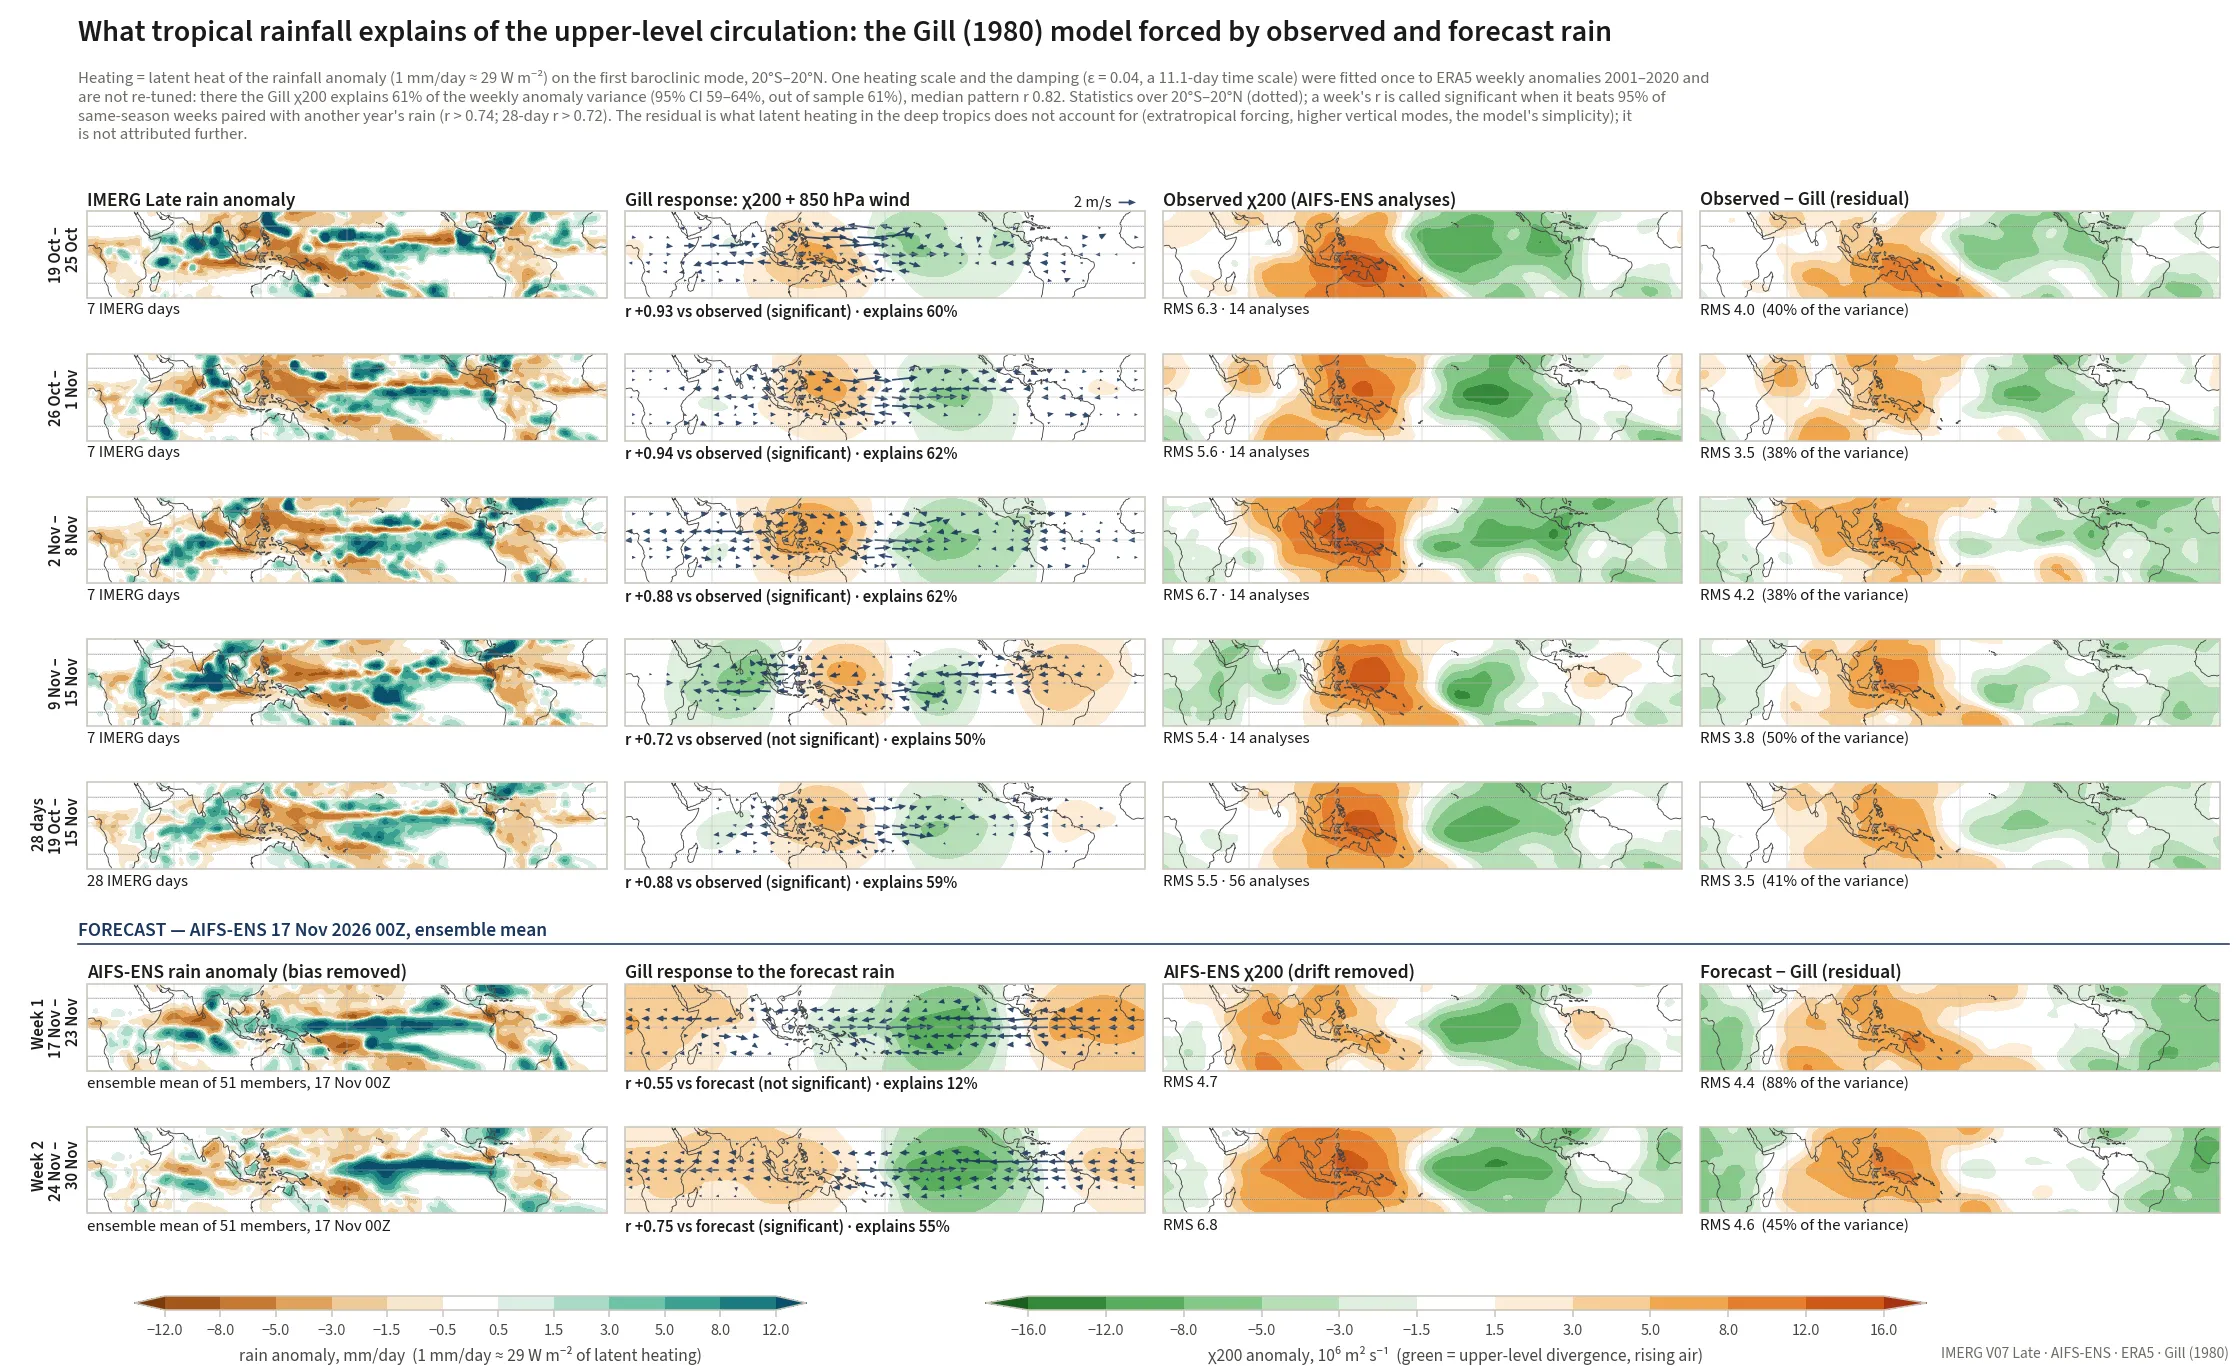 What tropical rainfall explains of the upper-level circulation: the Gill (1980) model forced by observed and forecast rain
Heating = latent heat of the rainfall anomaly (1 mm/day ≈ 29 W m⁻²) on the first baroclinic mode, 20°S–20°N. One heating scale and the damping (ε = 0.04, a 11.1-day time scale) were fitted once to ERA5 weekly anomalies 2001–2020 and
are not re-tuned: there the Gill χ200 explains 61% of the weekly anomaly variance (95% CI 59–64%, out of sample 61%), median pattern r 0.82. Statistics over 20°S–20°N (dotted); a week's r is called significant when it beats 95% of
same-season weeks paired with another year's rain (r > 0.74; 28-day r > 0.72). The residual is what latent heating in the deep tropics does not account for (extratropical forcing, higher vertical modes, the model's simplicity); it
is not attributed further.
IMERG Late rain anomaly
Gill response: χ200 + 850 hPa wind
2 m/s
Observed χ200 (AIFS-ENS analyses)
Observed − Gill (residual)
19 Oct –
25 Oct
7 IMERG days
r +0.93 vs observed (significant) · explains 60%
RMS 6.3 · 14 analyses
RMS 4.0 (40% of the variance)
26 Oct –
1 Nov
7 IMERG days
r +0.94 vs observed (significant) · explains 62%
RMS 5.6 · 14 analyses
RMS 3.5 (38% of the variance)
2 Nov –
8 Nov
7 IMERG days
r +0.88 vs observed (significant) · explains 62%
RMS 6.7 · 14 analyses
RMS 4.2 (38% of the variance)
9 Nov –
15 Nov
7 IMERG days
r +0.72 vs observed (not significant) · explains 50%
RMS 5.4 · 14 analyses
RMS 3.8 (50% of the variance)
28 days
19 Oct –
15 Nov
28 IMERG days
r +0.88 vs observed (significant) · explains 59%
RMS 5.5 · 56 analyses
RMS 3.5 (41% of the variance)
FORECAST — AIFS-ENS 17 Nov 2026 00Z, ensemble mean
AIFS-ENS rain anomaly (bias removed)
Gill response to the forecast rain
AIFS-ENS χ200 (drift removed)
Forecast − Gill (residual)
Week 1
17 Nov –
23 Nov
ensemble mean of 51 members, 17 Nov 00Z
r +0.55 vs forecast (not significant) · explains 12%
RMS 4.7
RMS 4.4 (88% of the variance)
Week 2
24 Nov –
30 Nov
ensemble mean of 51 members, 17 Nov 00Z
r +0.75 vs forecast (significant) · explains 55%
RMS 6.8
RMS 4.6 (45% of the variance)
−12.0 −8.0 −5.0 −3.0 −1.5 −0.5 0.5 1.5 3.0 5.0 8.0 12.0
rain anomaly, mm/day (1 mm/day ≈ 29 W m⁻² of latent heating)
−16.0 −12.0 −8.0 −5.0 −3.0 −1.5 1.5 3.0 5.0 8.0 12.0 16.0
χ200 anomaly, 10⁶ m² s⁻¹ (green = upper-level divergence, rising air)
IMERG V07 Late · AIFS-ENS · ERA5 · Gill (1980)